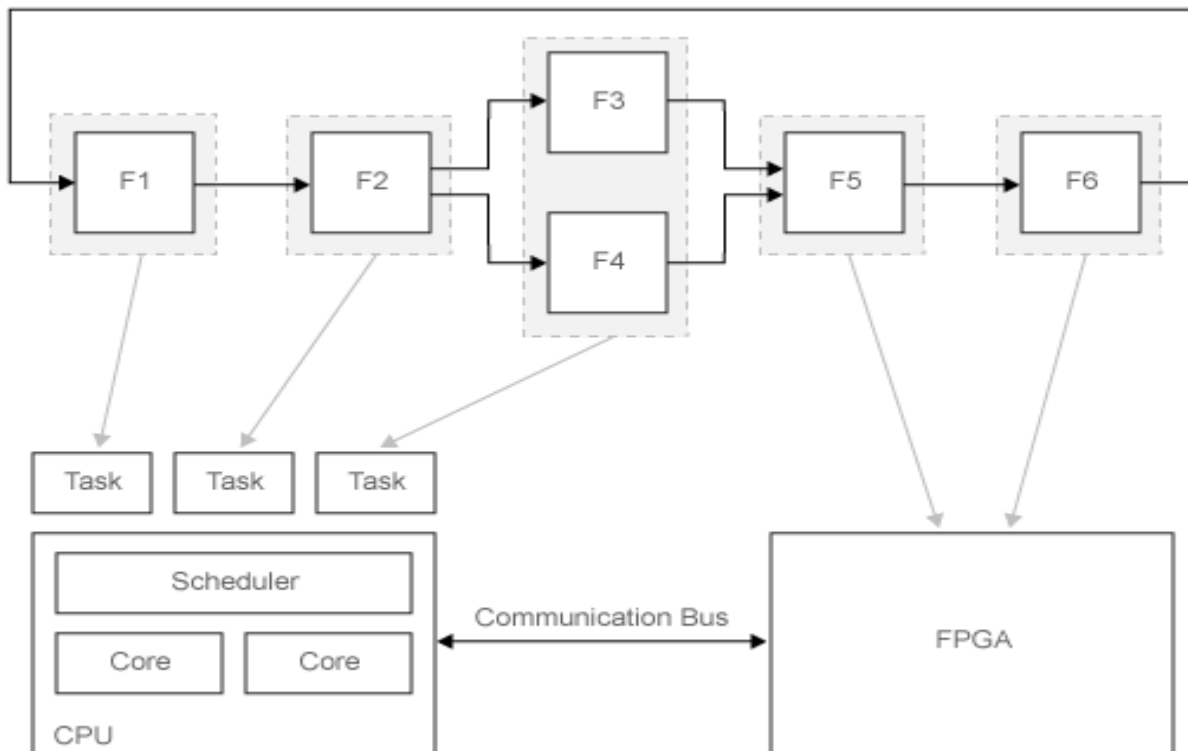 F3
F1
F2
F5
F6
F4
Task
Task
Task
Scheduler
Communication Bus
FPGA
Core
Core
CPU